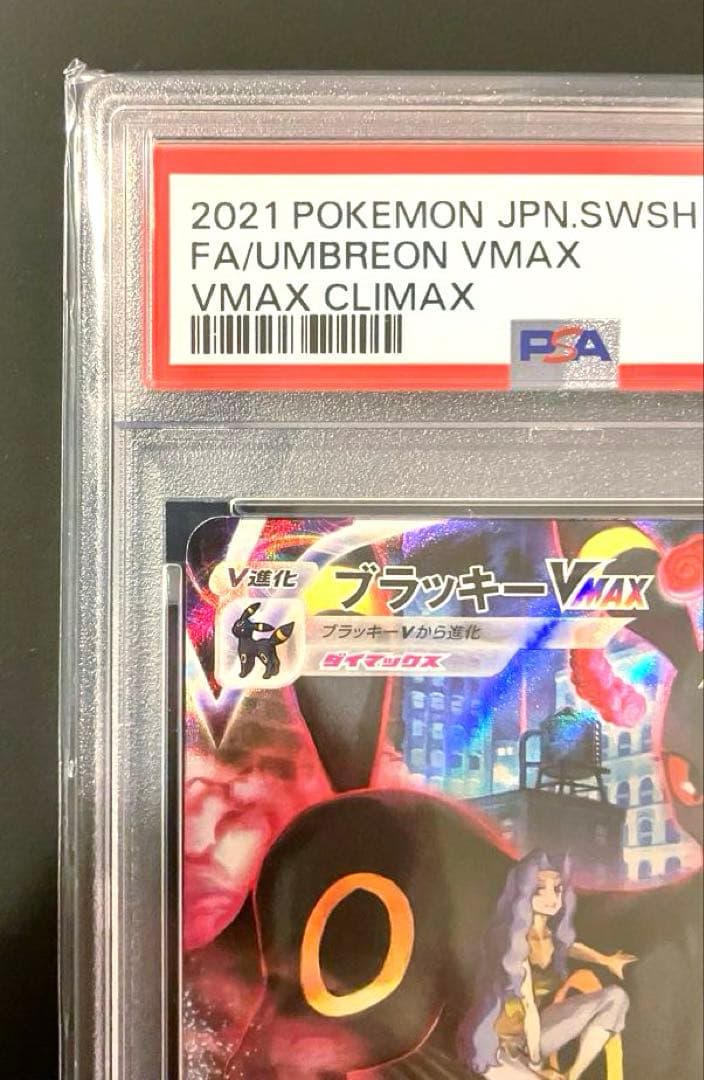 2021 POKEMON JPN.SWSH
FA/UMBREON VMAX
VMAX CLIMAX
PSA
V進化
ブラッキーVMAX
ブラッキーVから進化
ダイマックス